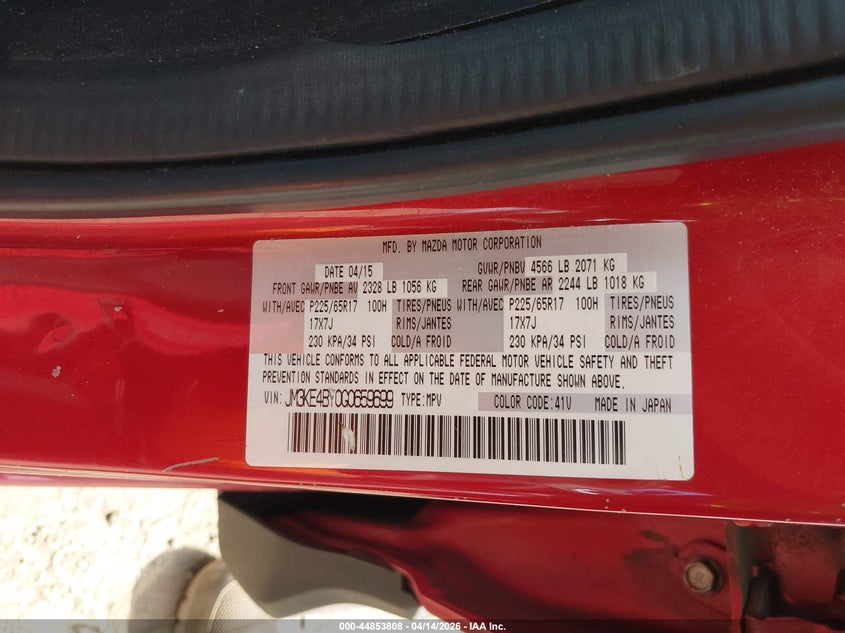 MFD. BY MAZDA MOTOR CORPORATION
DATE 04/15 GVWR/PNBV 4566 LB 2071 KG
FRONT GAWR/PNBE AV 2328 LB 1056 KG REAR GAWR/PNBE AR 2244 LB 1018 KG
WITH/AVEC P225/65R17 100H TIRES/PNEUS WITH/AVEC P225/65R17 100H TIRES/PNEUS
17X7J RIMS/JANTES 17X7J RIMS/JANTES
230 KPA/34 PSI COLD/A FROID 230 KPA/34 PSI COLD/A FROID
THIS VEHICLE CONFORMS TO ALL APPLICABLE FEDERAL MOTOR VEHICLE SAFETY AND THEFT
PREVENTION STANDARDS IN EFFECT ON THE DATE OF MANUFACTURE SHOWN ABOVE.
VIN: JM3KE4BY0G0659699 TYPE:MPV COLOR CODE:41V MADE IN JAPAN
000-44853808 - 04/14/2026 - IAA Inc.